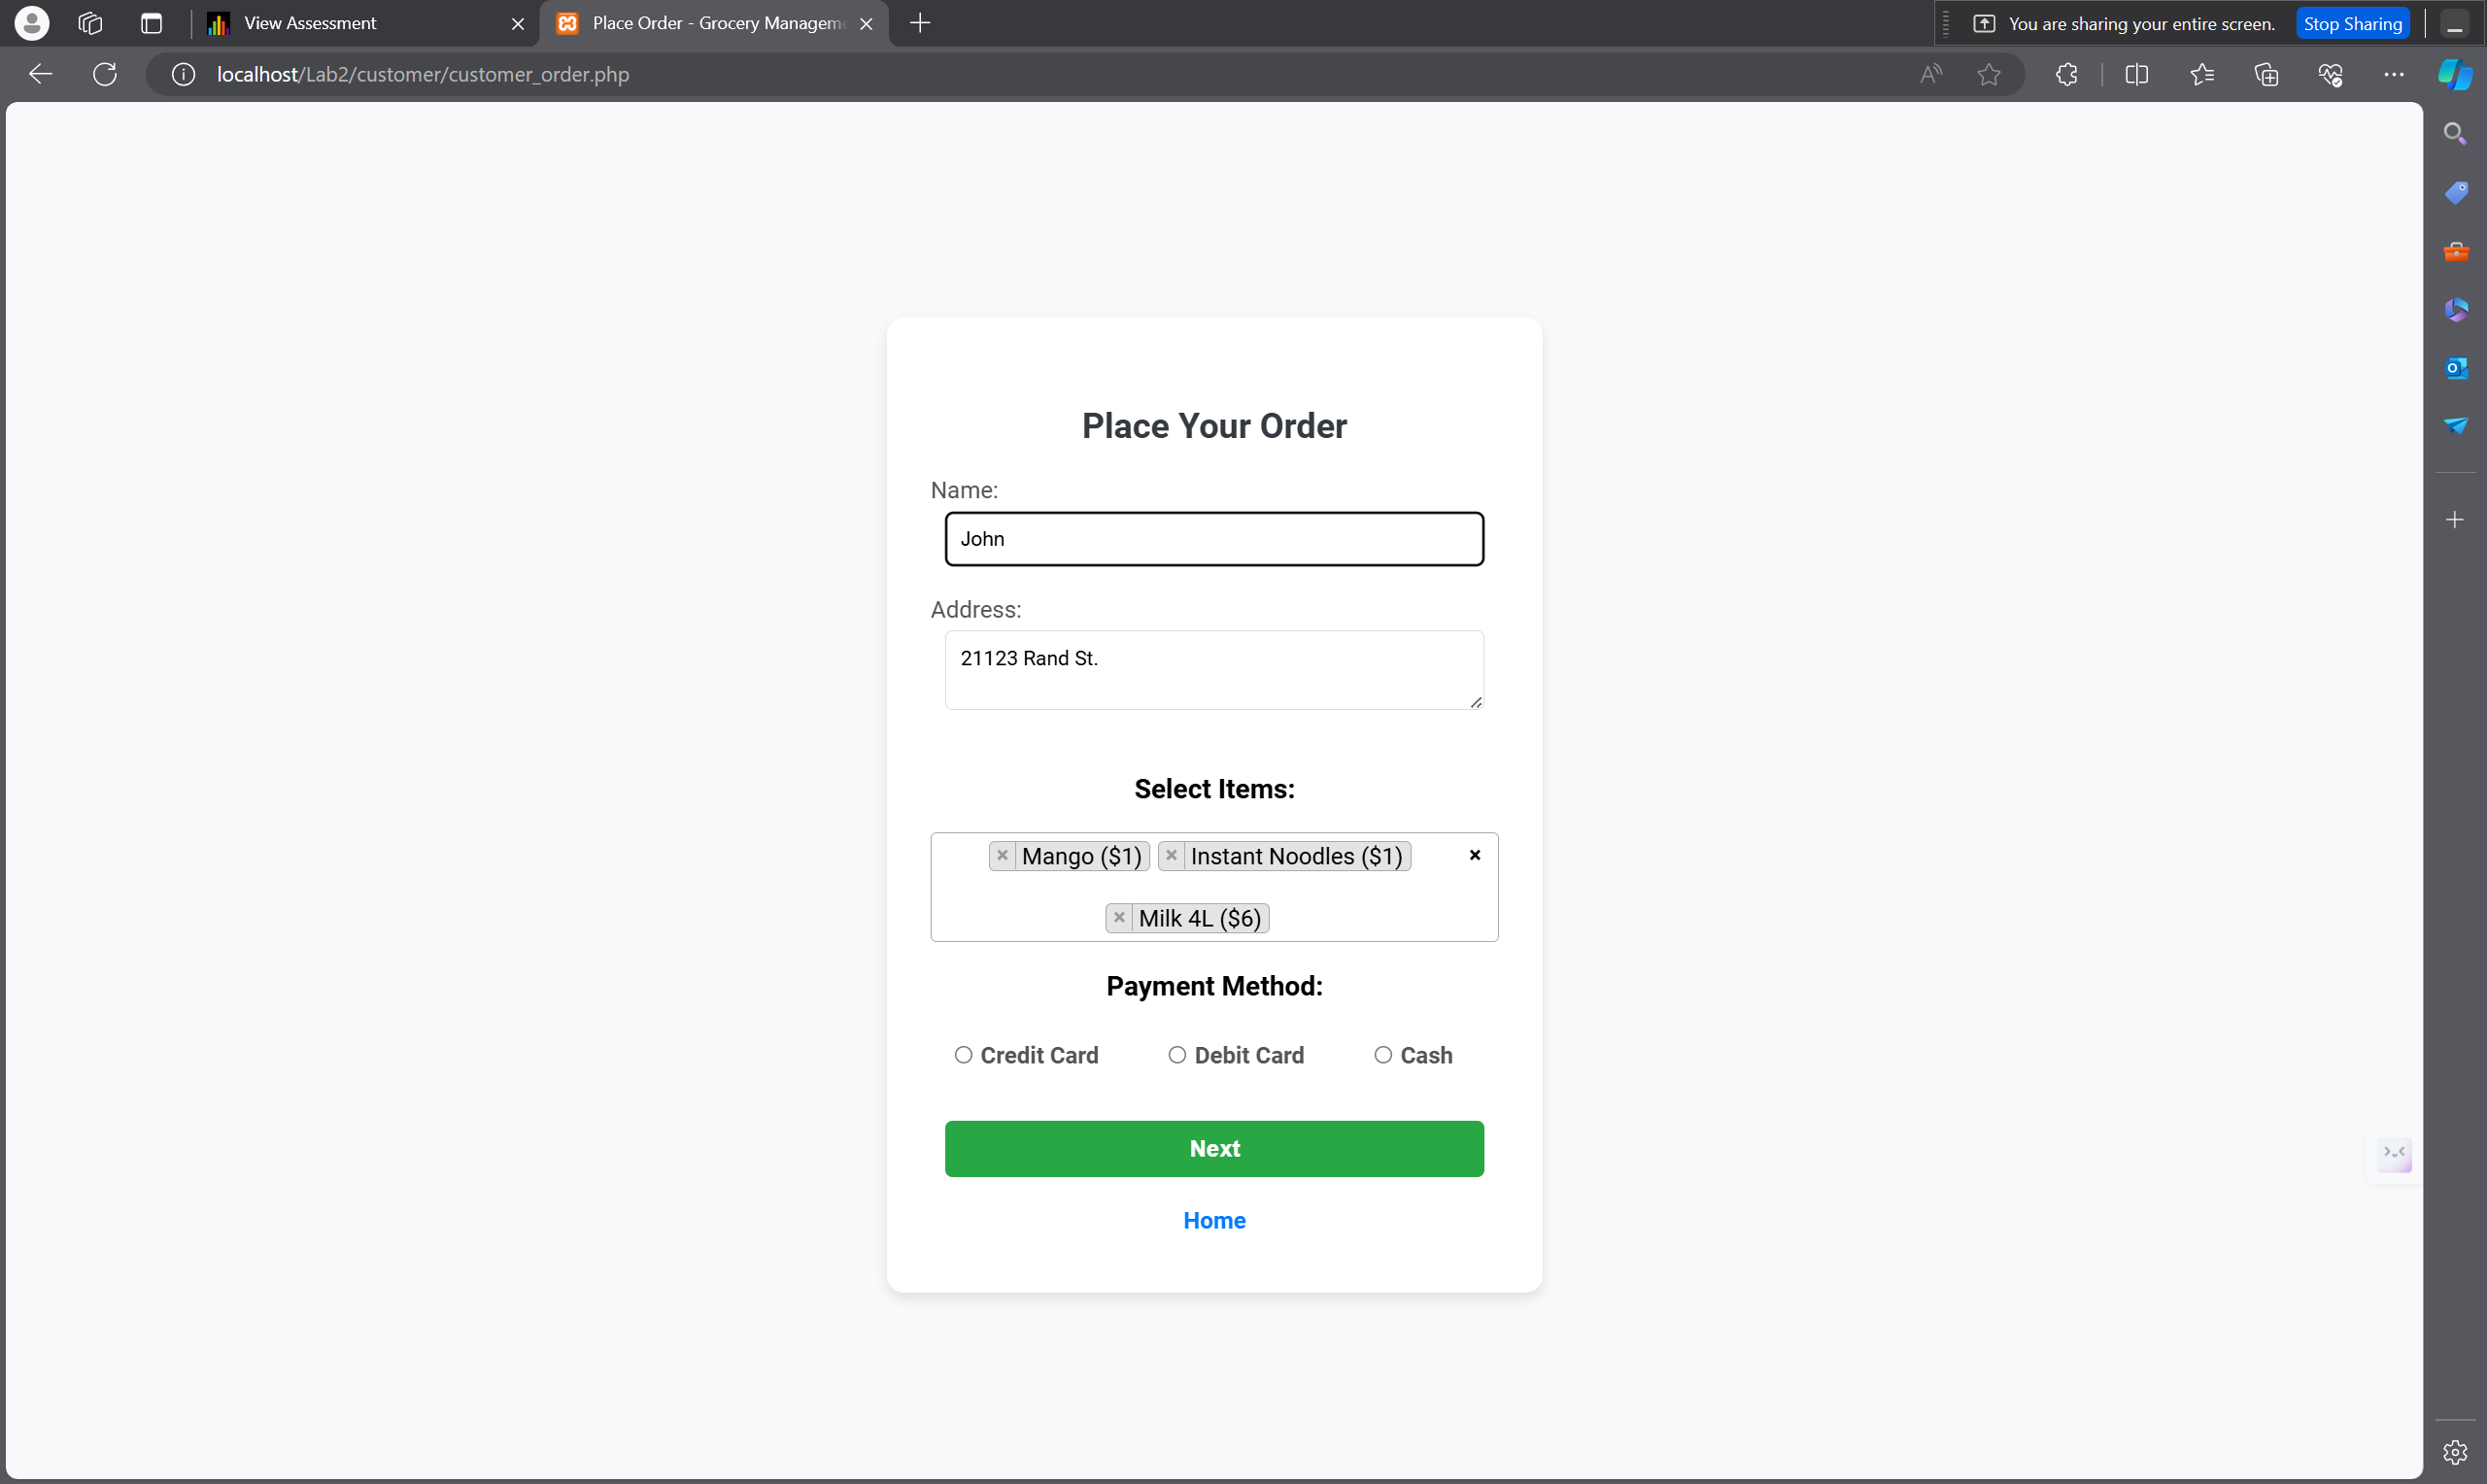 View Assessment
Place Order - Grocery Managem
You are sharing your entire screen.
Stop Sharing
localhost/Lab2/customer/customer_order.php
Place Your Order
Name:
John
Address:
21123 Rand St.
Select Items:
× Mango ($1) × Instant Noodles ($1) ×
× Milk 4L ($6)
Payment Method:
Credit Card Debit Card Cash
Next
Home